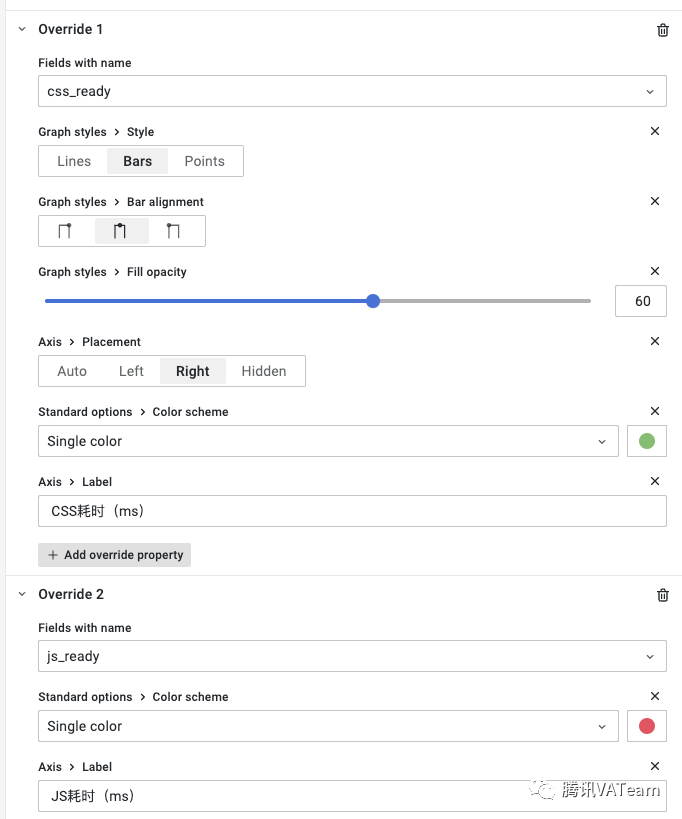 Override 1
Fields with name
css_ready
Graph styles > Style
Lines Bars Points
Graph styles > Bar alignment
Graph styles > Fill opacity
60
Axis > Placement
Auto Left Right Hidden
Standard options > Color scheme
Single color
Axis > Label
CSS耗时（ms）
+ Add override property
Override 2
Fields with name
js_ready
Standard options > Color scheme
Single color
Axis > Label
JS耗时（ms）
腾讯VATeam